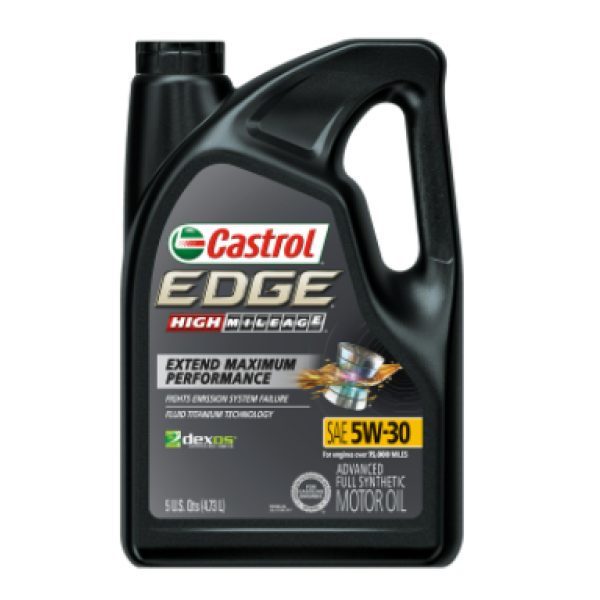 Castrol
EDGE
HIGH MILEAGE
EXTEND MAXIMUM
PERFORMANCE
FIGHTS EMISSION SYSTEM FAILURE
FLUID TITANIUM TECHNOLOGY
dexos
SAE 5W-30
For engines over 75,000 MILES
ADVANCED
FULL SYNTHETIC
MOTOR OIL
5 U.S. Qts (4.73 L)